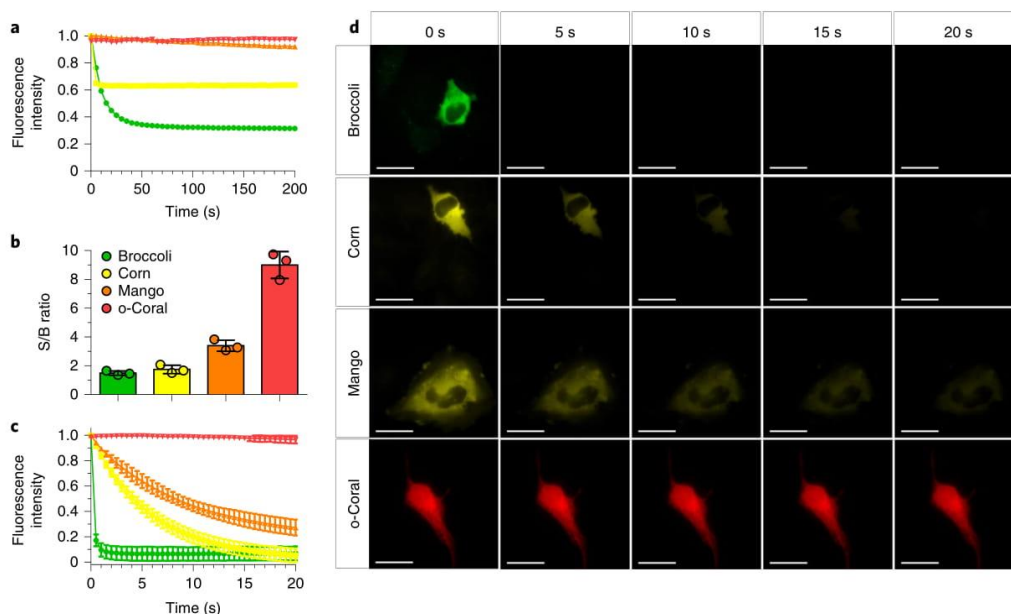 a
1.0
0.8
0.6
0.4
0.2
0
Fluorescence
intensity
0 50 100 150 200
Time (s)
b
10
8
6
4
2
0
S/B ratio
Broccoli
Corn
Mango
o-Coral
c
1.0
0.8
0.6
0.4
0.2
0
Fluorescence
intensity
0 5 10 15 20
Time (s)
d
0 s 5 s 10 s 15 s 20 s
Broccoli
Corn
Mango
o-Coral